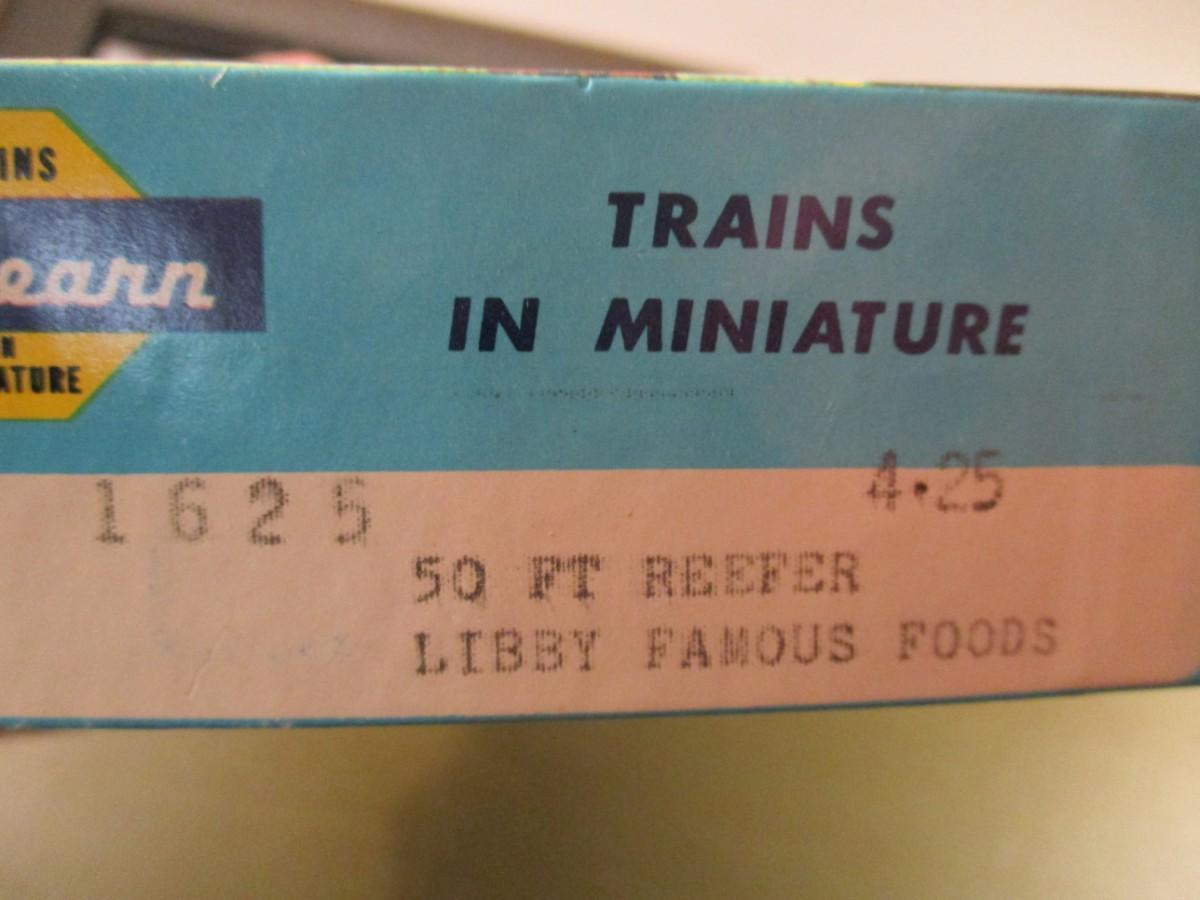 INS
earn
N
ATURE
TRAINS
IN MINIATURE
1625
4.25
50 FT REEFER
LIBBY FAMOUS FOODS